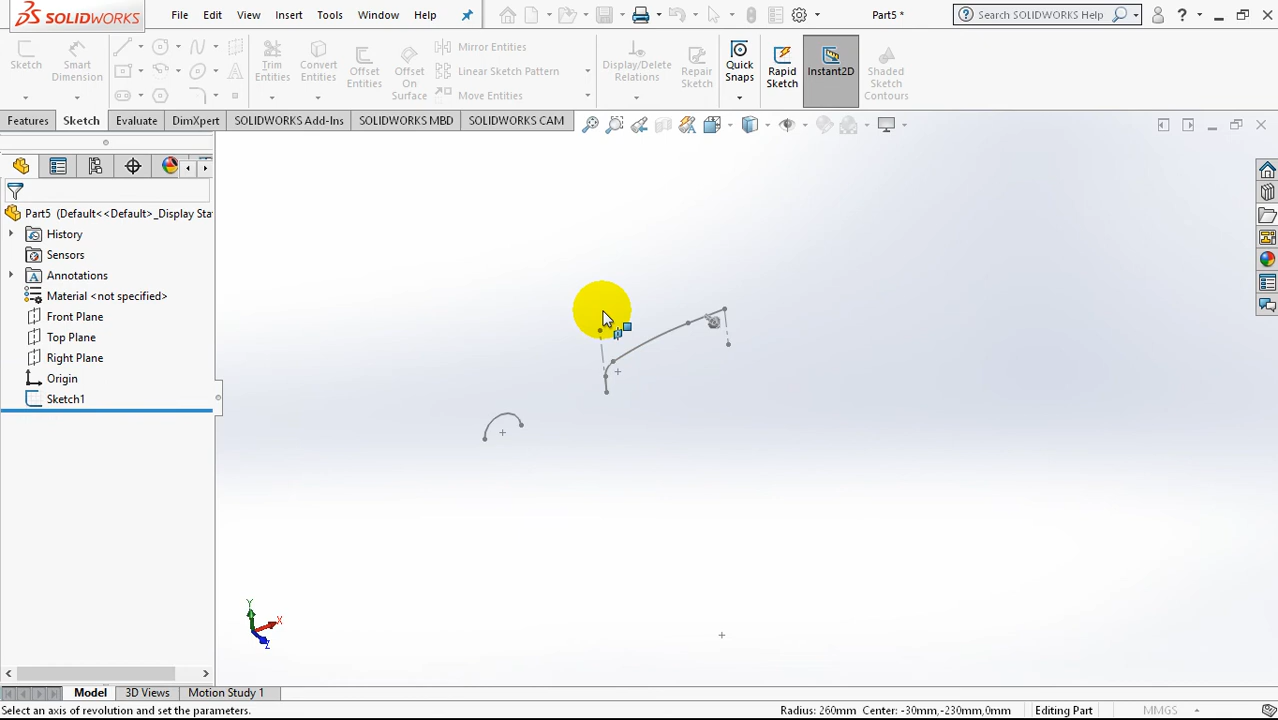 3S SOLIDWORKS File Edit View Insert Tools Window Help Part5 * Search SOLIDWORKS Help ?
Sketch Smart Dimension Trim Entities Convert Entities Offset Entities Offset On Surface Mirror Entities Linear Sketch Pattern Move Entities Display/Delete Relations Repair Sketch Quick Snaps Rapid Sketch Instant2D Shaded Sketch Contours
Features Sketch Evaluate DimXpert SOLIDWORKS Add-Ins SOLIDWORKS MBD SOLIDWORKS CAM
Part5 (Default<<Default>_Display Sta
History
Sensors
Annotations
Material <not specified>
Front Plane
Top Plane
Right Plane
Origin
Sketch1
Y
X
Z
Model 3D Views Motion Study 1
Select an axis of revolution and set the parameters. Radius: 260mm Center: -30mm,-230mm,0mm Editing Part MMGS